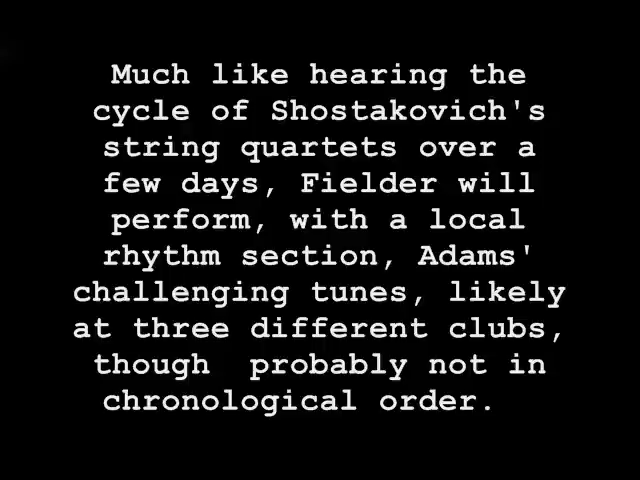 Much like hearing the
cycle of Shostakovich's
string quartets over a
few days, Fielder will
perform, with a local
rhythm section, Adams'
challenging tunes, likely
at three different clubs,
though  probably not in
chronological order.